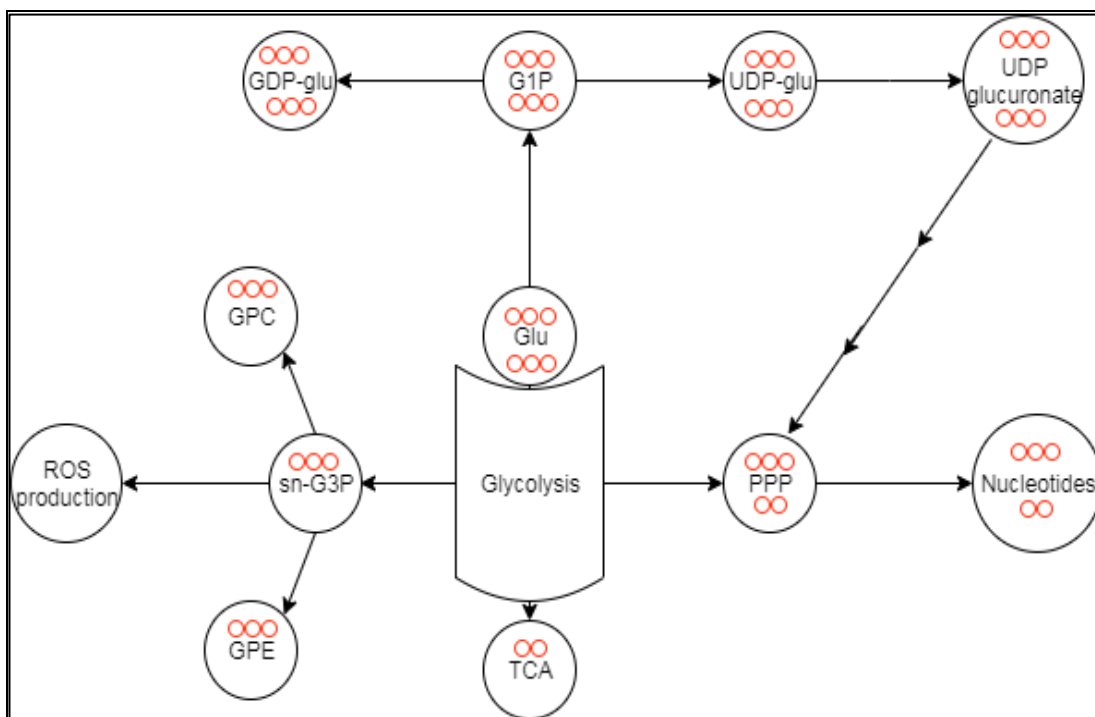 GDP-glu
G1P
UDP-glu
UDP
glucuronate
GPC
Glu
ROS
production
sn-G3P
Glycolysis
PPP
Nucleotides
GPE
TCA